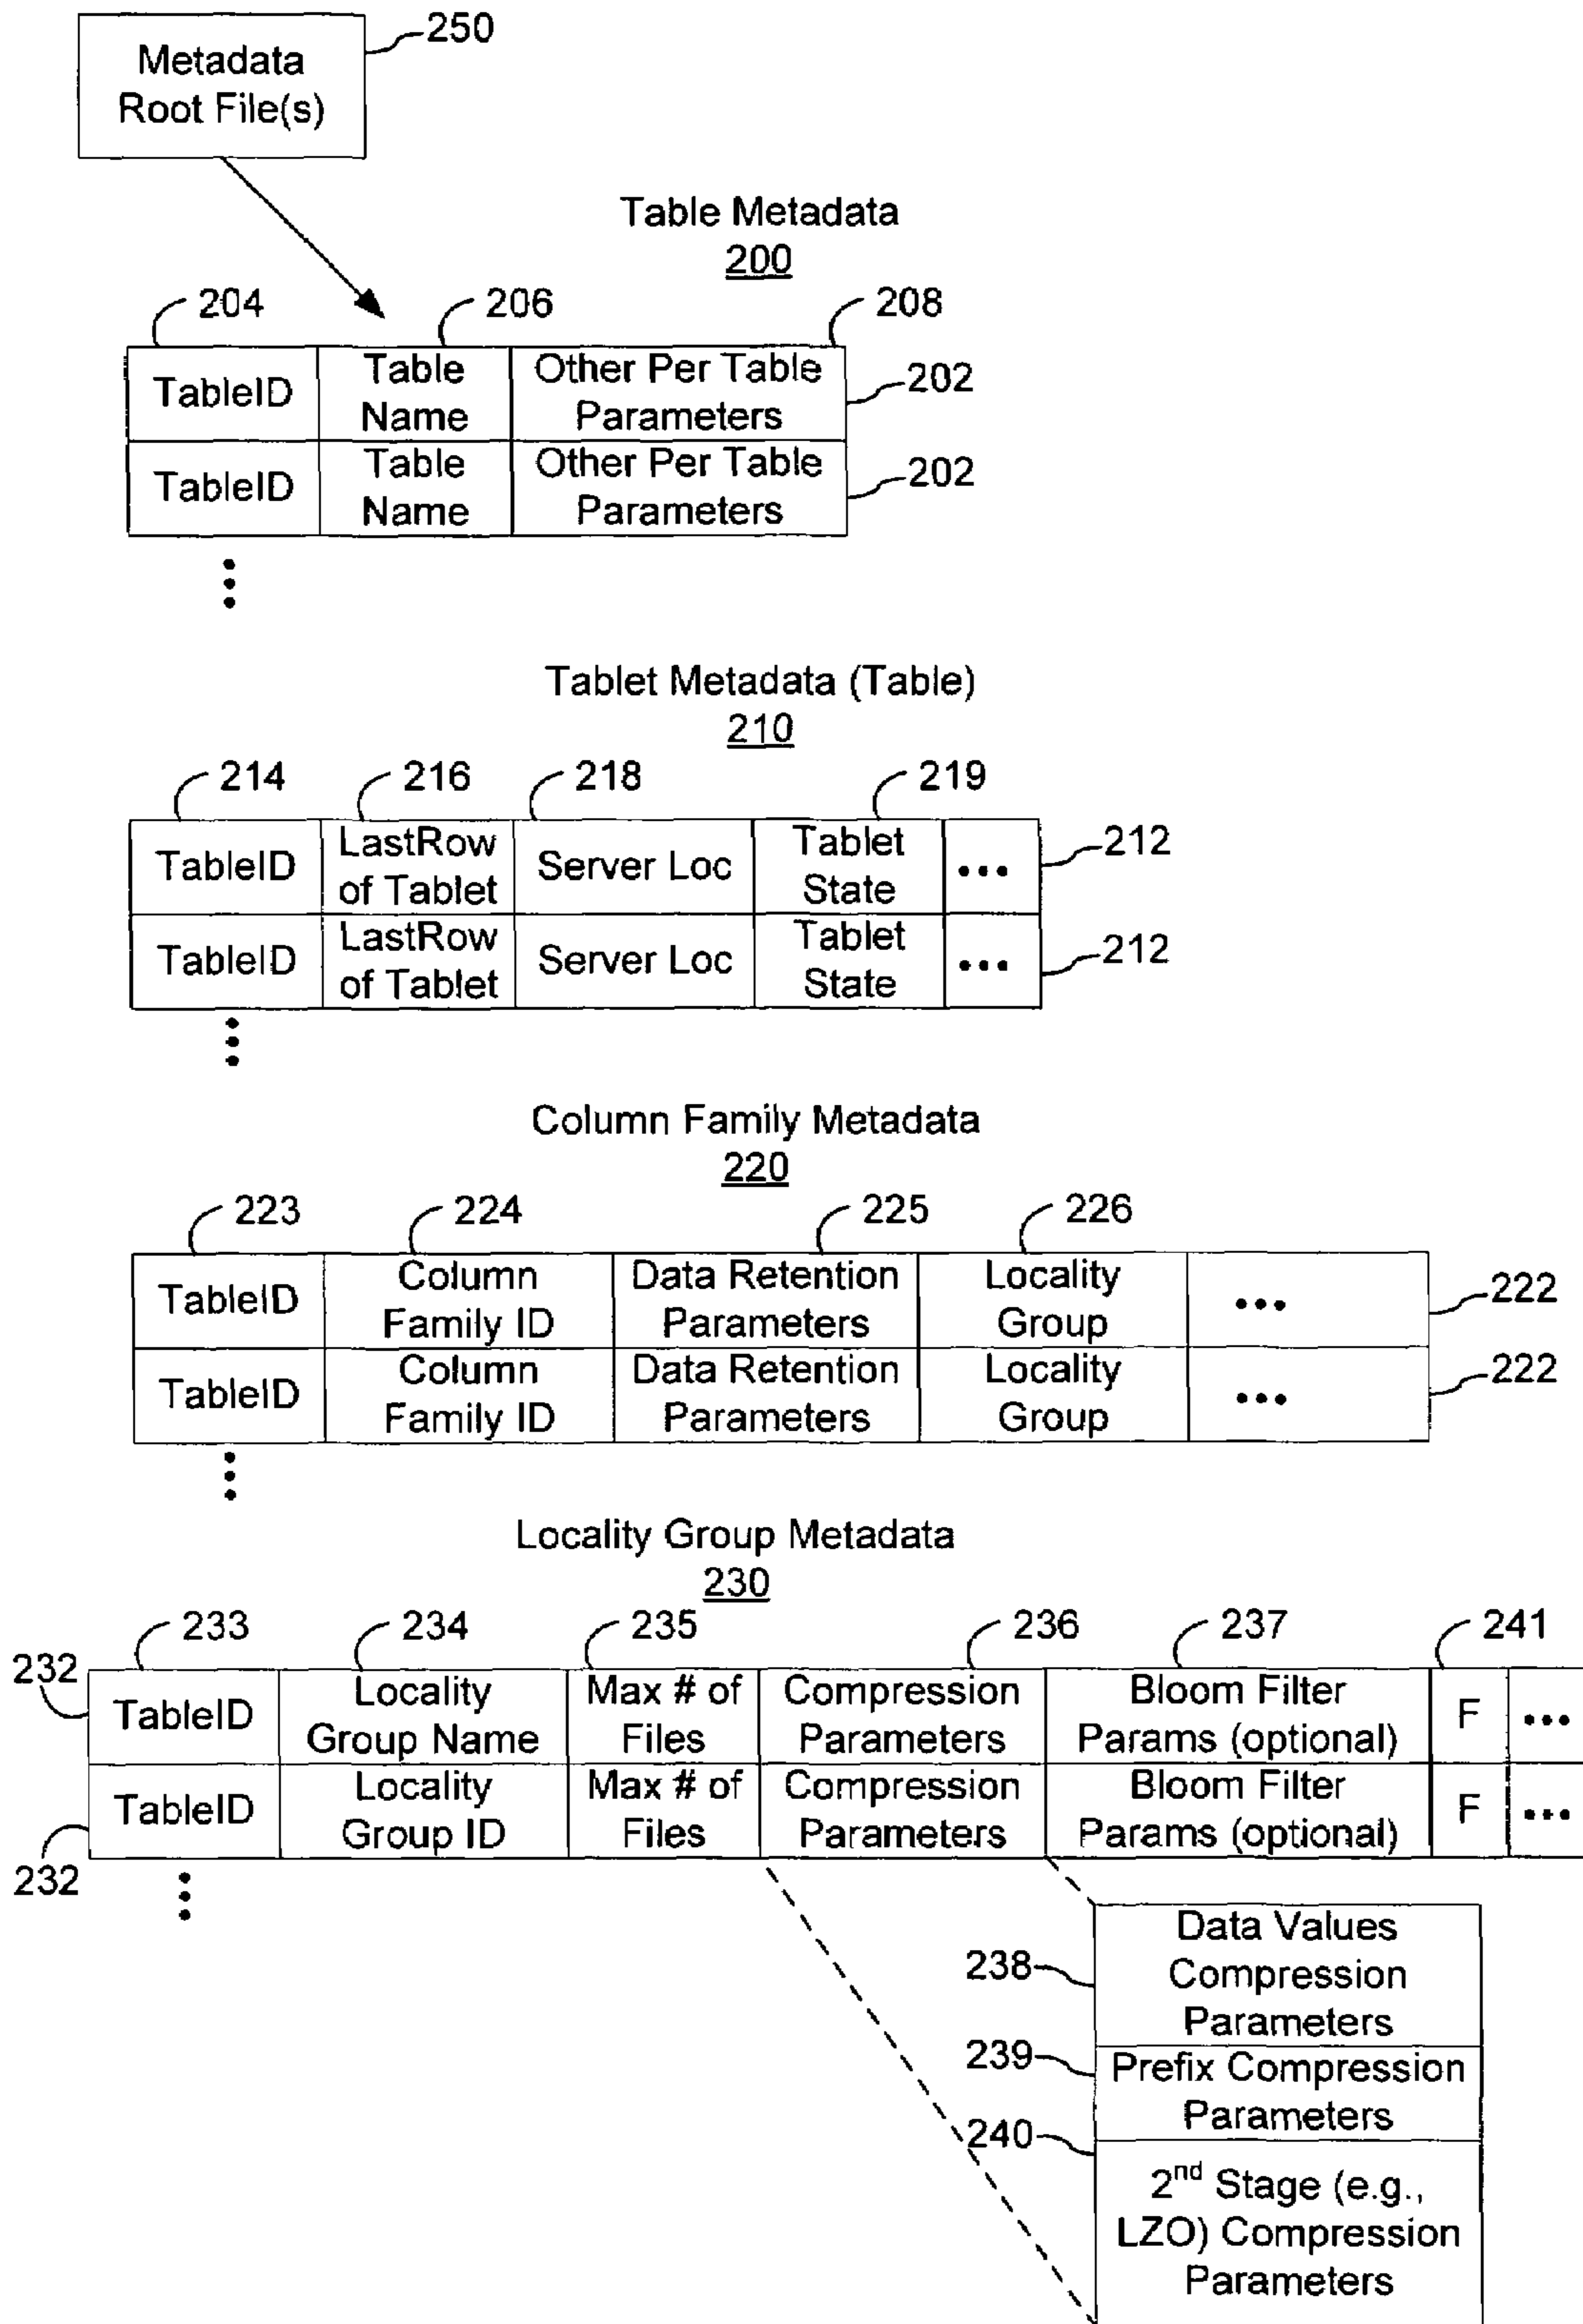 250
Metadata
Root File(s)
Table Metadata
200
204 206 208
TableID Table Name Other Per Table Parameters 202
TableID Table Name Other Per Table Parameters 202
Tablet Metadata (Table)
210
214 216 218 219
TableID LastRow of Tablet Server Loc Tablet State ... 212
TableID LastRow of Tablet Server Loc Tablet State ... 212
Column Family Metadata
220
223 224 225 226
TableID Column Family ID Data Retention Parameters Locality Group ... 222
TableID Column Family ID Data Retention Parameters Locality Group ... 222
Locality Group Metadata
230
233 234 235 236 237 241
232 TableID Locality Group Name Max # of Files Compression Parameters Bloom Filter Params (optional) F ...
232 TableID Locality Group ID Max # of Files Compression Parameters Bloom Filter Params (optional) F ...
238 Data Values Compression Parameters
239 Prefix Compression Parameters
240 2nd Stage (e.g., LZO) Compression Parameters